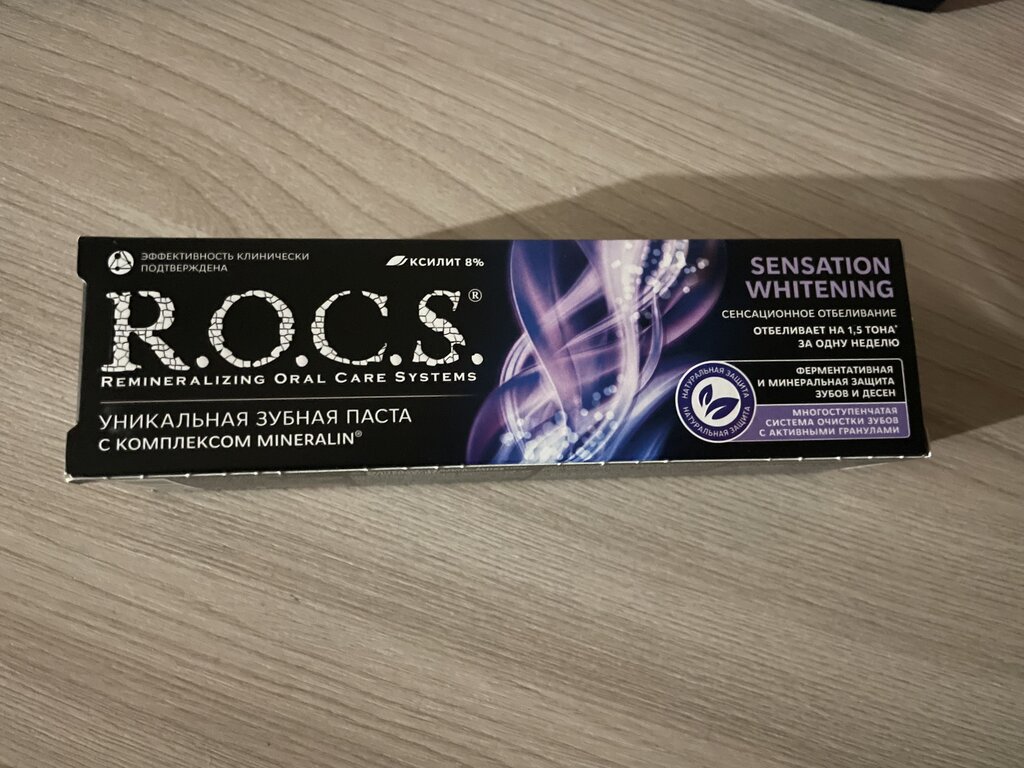 ЭФФЕКТИВНОСТЬ КЛИНИЧЕСКИ
ПОДТВЕРЖДЕНА
КСИЛИТ 8%
R.O.C.S.®
REMINERALIZING ORAL CARE SYSTEMS
УНИКАЛЬНАЯ ЗУБНАЯ ПАСТА
С КОМПЛЕКСОМ MINERALIN®
SENSATION
WHITENING
СЕНСАЦИОННОЕ ОТБЕЛИВАНИЕ
ОТБЕЛИВАЕТ НА 1,5 ТОНА*
ЗА ОДНУ НЕДЕЛЮ
НАТУРАЛЬНАЯ ЗАЩИТА
НАТУРАЛЬНАЯ ЗАЩИТА
ФЕРМЕНТАТИВНАЯ
И МИНЕРАЛЬНАЯ ЗАЩИТА
ЗУБОВ И ДЕСЕН
МНОГОСТУПЕНЧАТАЯ
СИСТЕМА ОЧИСТКИ ЗУБОВ
С АКТИВНЫМИ ГРАНУЛАМИ